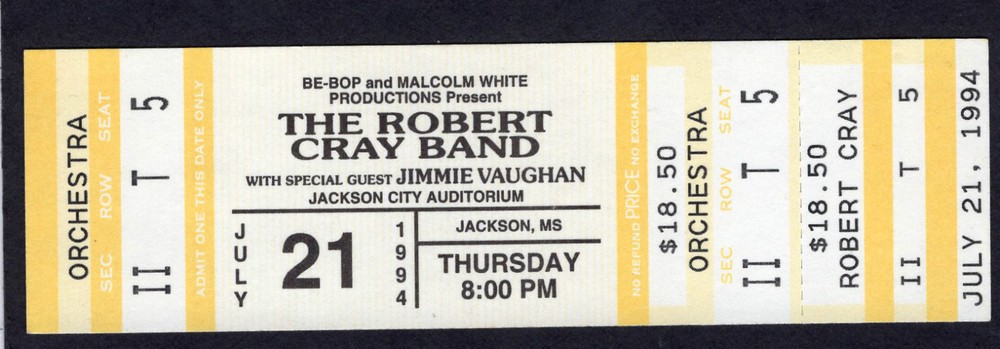 ORCHESTRA
SEC ROW SEAT
II T 5
ADMIT ONE THIS DATE ONLY
BE-BOP and MALCOLM WHITE
PRODUCTIONS Present
THE ROBERT
CRAY BAND
WITH SPECIAL GUEST JIMMIE VAUGHAN
JACKSON CITY AUDITORIUM
JULY 21 1994
JACKSON, MS
THURSDAY
8:00 PM
NO REFUND PRICE NO EXCHANGE
$18.50
ORCHESTRA
SEC ROW SEAT
II T 5
$18.50
ROBERT CRAY
II T 5
JULY 21, 1994